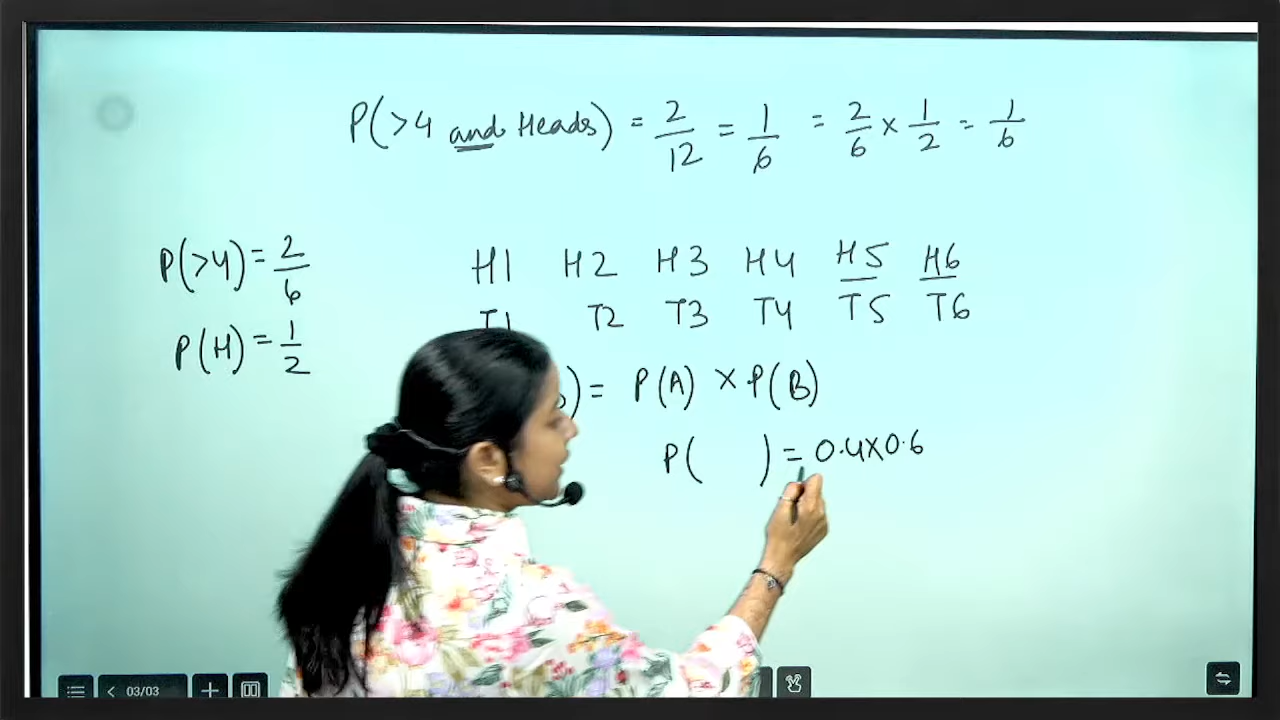 P(>4 and Heads) = 2/12 = 1/6 = 2/6 × 1/2 = 1/6
P(>4) = 2/6
P(H) = 1/2
H1 H2 H3 H4 H5 H6
T1 T2 T3 T4 T5 T6
) = P(A) × P(B)
P( ) = 0.4×0.6
03/03